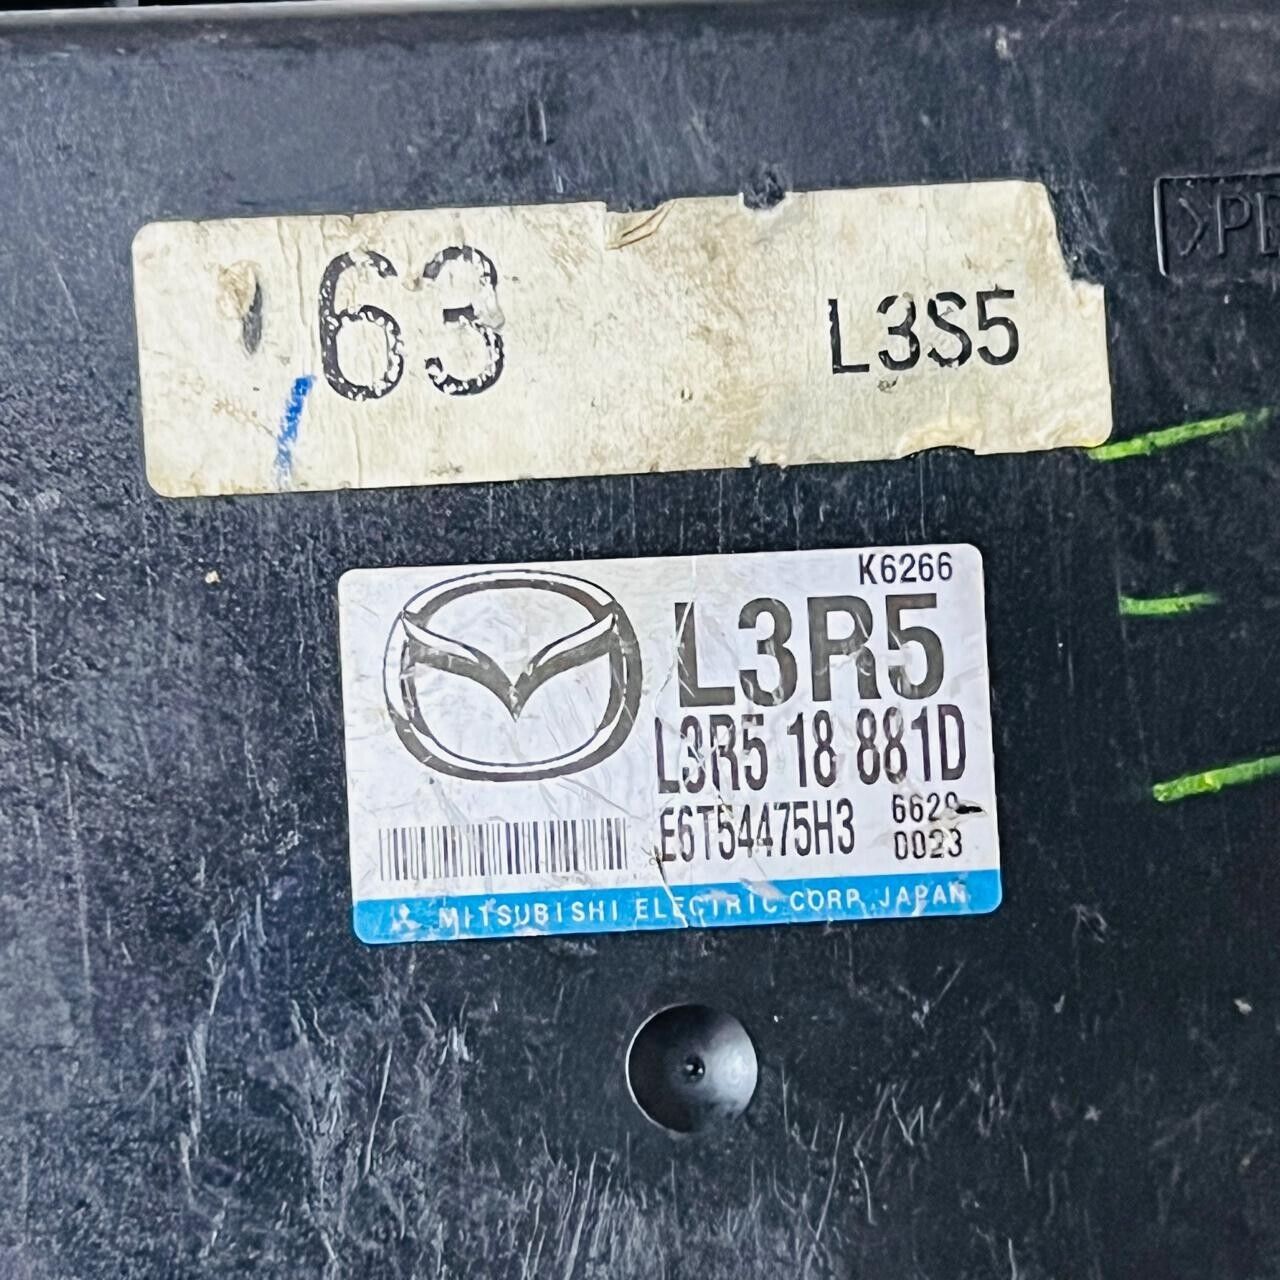 63
L3S5
K6266
L3R5
L3R5 18 881D
E6T54475H3
0023
MITSUBISHI ELECTRIC CORP. JAPAN